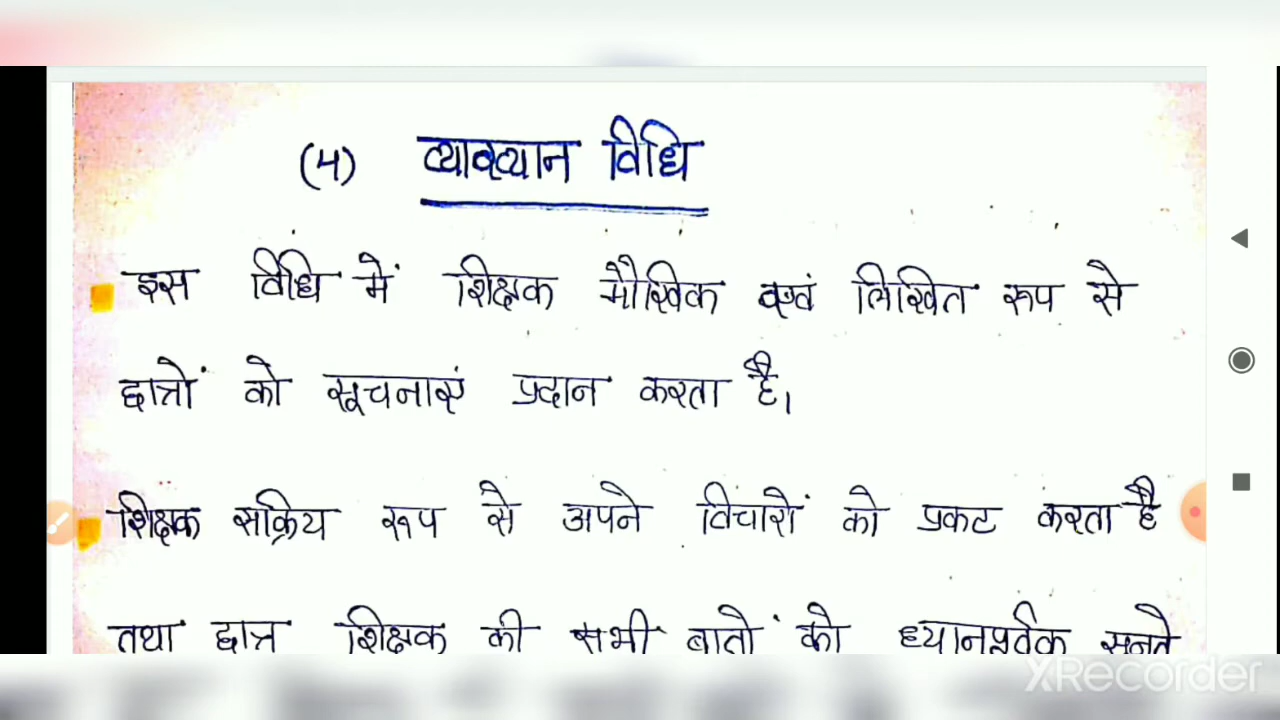 (4) व्याख्यान विधि
इस विधि में शिक्षक मौखिक एवं लिखित रूप से
छात्रों को सूचनाएं प्रदान करता है।
शिक्षक सक्रिय रूप से अपने विचारों को प्रकट करता है
तथा छात्र शिक्षक की सभी बातों को ध्यानपूर्वक सुनते
XRecorder